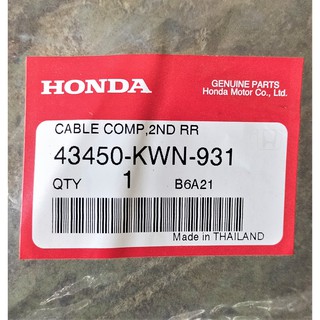 HONDA
GENUINE PARTS
Honda Motor Co., Ltd.
CABLE COMP,2ND RR
43450-KWN-931
QTY 1 B6A21
Made in THAILAND